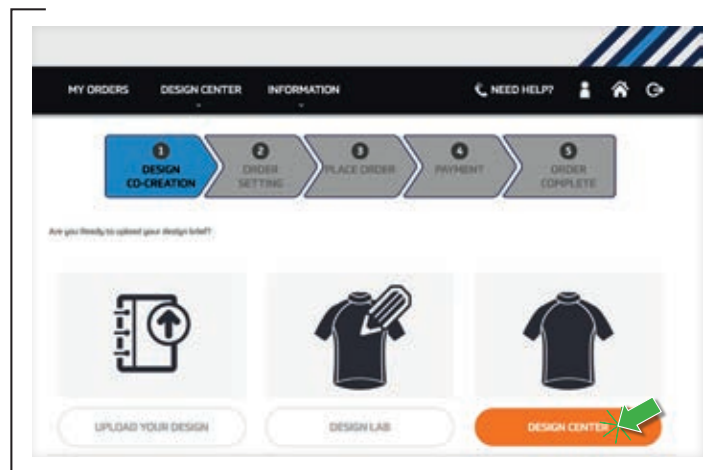 MY ORDERS DESIGN CENTER INFORMATION NEED HELP?
1 2 3 4 5
DESIGN CO-CREATION
ORDER SETTING
PLACE ORDER
PAYMENT
ORDER COMPLETE
Are you Ready to upload your design brief?
UPLOAD YOUR DESIGN DESIGN LAB DESIGN CENTER